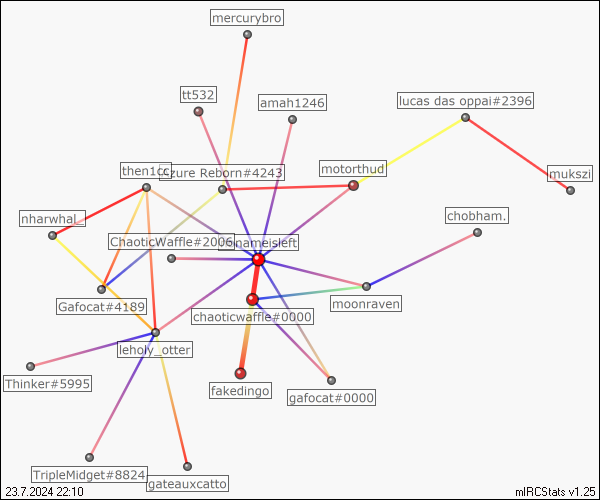 mercurybro
tt532
amah1246
lucas das oppai#2396
then1cc
zure Reborn#4243
motorthud
mukszi
nharwhal_
ChaoticWaffle#2006
nameisjeft
chobham.
Gafocat#4189
chaoticwaffle#0000
moonraven
leholy_otter
Thinker#5995
fakedingo
gafocat#0000
TripleMidget#8824
gateauxcatto
23.7.2024 22:10
mIRCStats v1.25